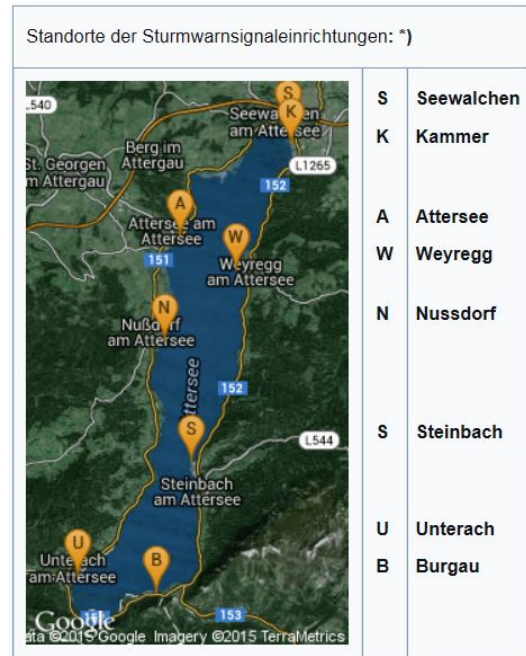 Standorte der Sturmwarnsignaleinrichtungen: *)
L540
S
Seewalchen
am Attersee
K
Berg im
Attergau
St. Georgen
im Attergau
L1265
152
A
Attersee am
Attersee
W
Weyregg
am Attersee
151
N
Nußdorf
am Attersee
Attersee
152
S
L544
Steinbach
am Attersee
U
Unterach
am Attersee
B
153
Google
ata ©2015 Google Imagery ©2015 TerraMetrics
S Seewalchen
K Kammer
A Attersee
W Weyregg
N Nussdorf
S Steinbach
U Unterach
B Burgau